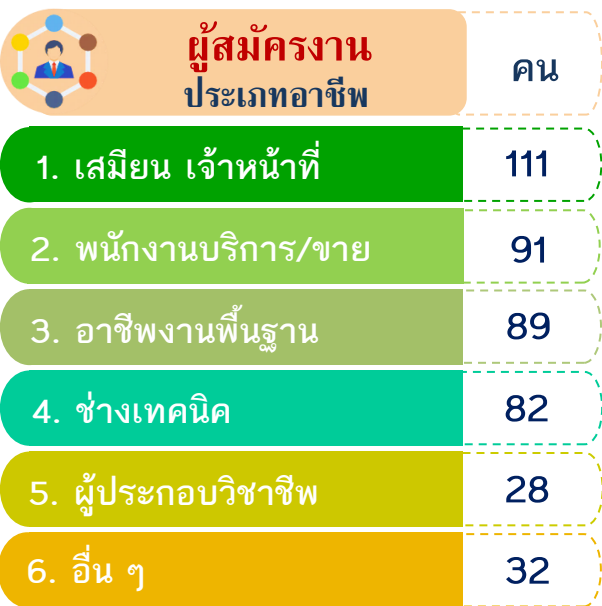 ผู้สมัครงาน
ประเภทอาชีพ
คน
1. เสมียน เจ้าหน้าที่ 111
2. พนักงานบริการ/ขาย 91
3. อาชีพงานพื้นฐาน 89
4. ช่างเทคนิค 82
5. ผู้ประกอบวิชาชีพ 28
6. อื่น ๆ 32